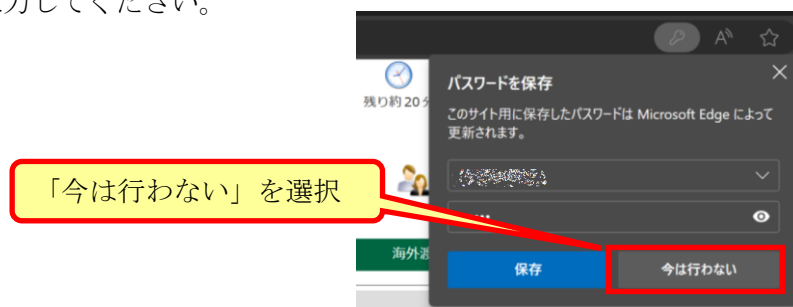 力してください。
A
パスワードを保存
残り約20分
このサイト用に保存したパスワードは Microsoft Edge によって
更新されます。
「今は行わない」を選択
海外渡
保存
今は行わない